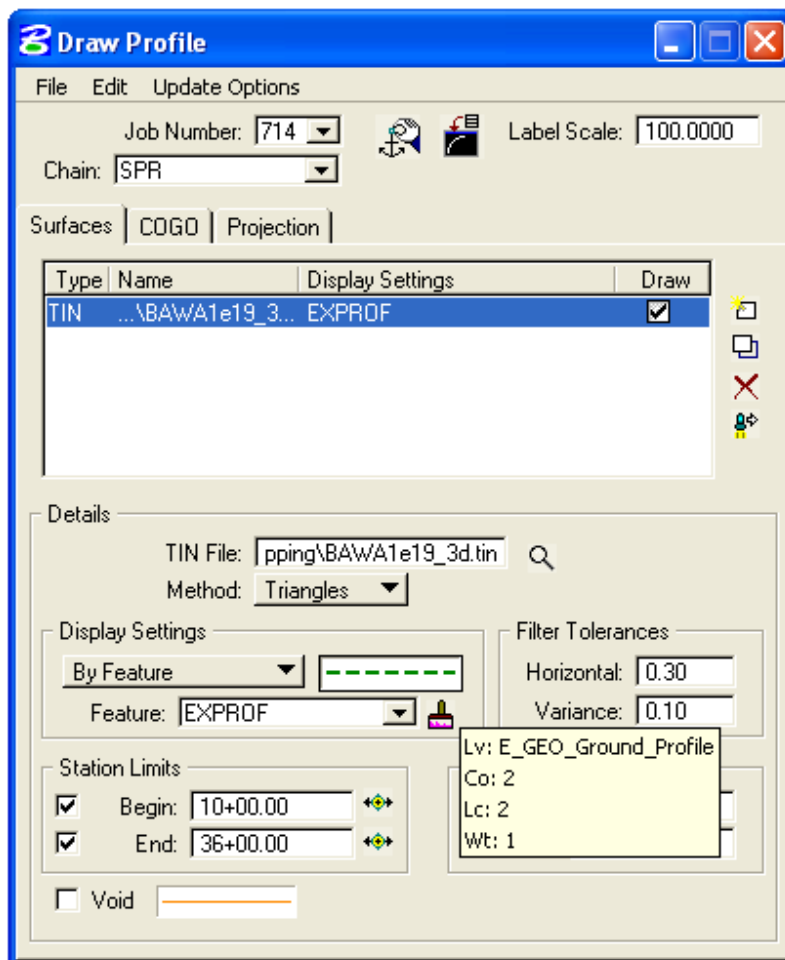 Draw Profile
File Edit Update Options
Job Number: 714 Label Scale: 100.0000
Chain: SPR
Surfaces COGO Projection
Type Name Display Settings Draw
TIN ...\BAWA1e19_3... EXPROF
Details
TIN File: pping\BAWA1e19_3d.tin
Method: Triangles
Display Settings Filter Tolerances
By Feature Horizontal: 0.30
Feature: EXPROF Variance: 0.10
Lv: E_GEO_Ground_Profile
Station Limits Co: 2
Begin: 10+00.00 Lc: 2
End: 36+00.00 Wt: 1
Void